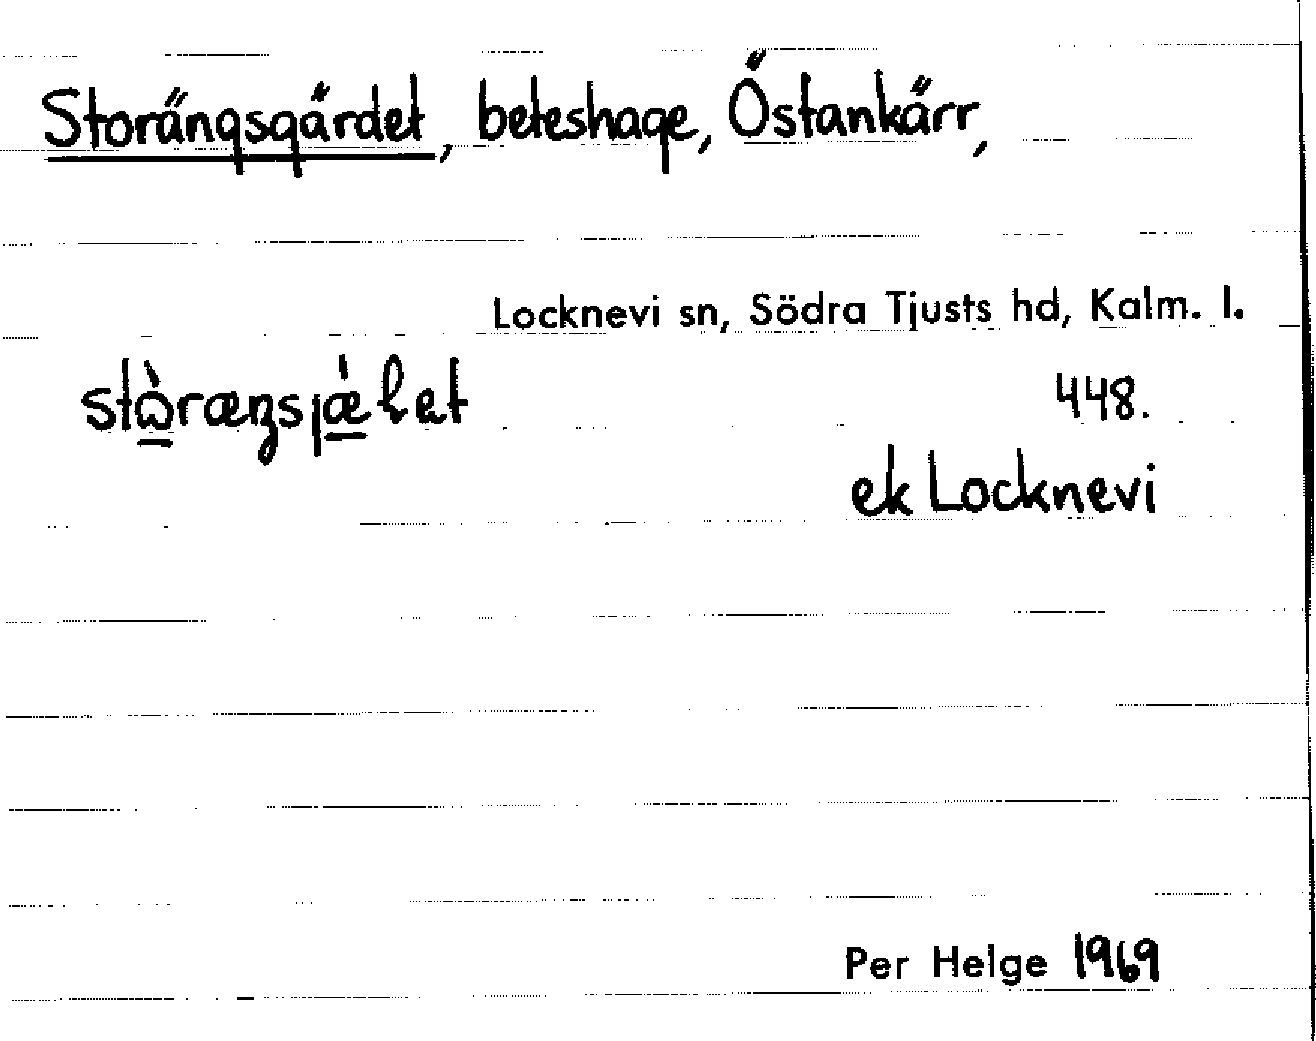 Storängsgärdet, beteshage, Östankärr,
Locknevi sn, Södra Tjusts hd, Kalm. l.
448.
ek Locknevi
Per Helge 1969